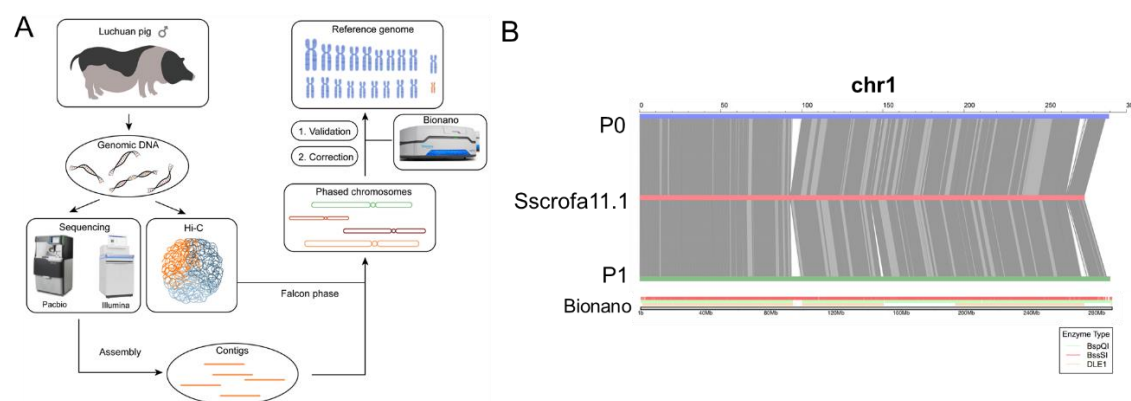 A
Luchuan pig ♂
Genomic DNA
Sequencing
Pacbio
Illumina
Hi-C
Assembly
Contigs
Falcon phase
Phased chromosomes
1. Validation
2. Correction
Bionano
Reference genome
B
chr1
0 50 100 150 200 250
P0
Sscrofa11.1
P1
Bionano
40Mb 80Mb 120Mb 160Mb 200Mb 240Mb 280Mb
Enzyme Type
BspQI
BssSI
DLE1